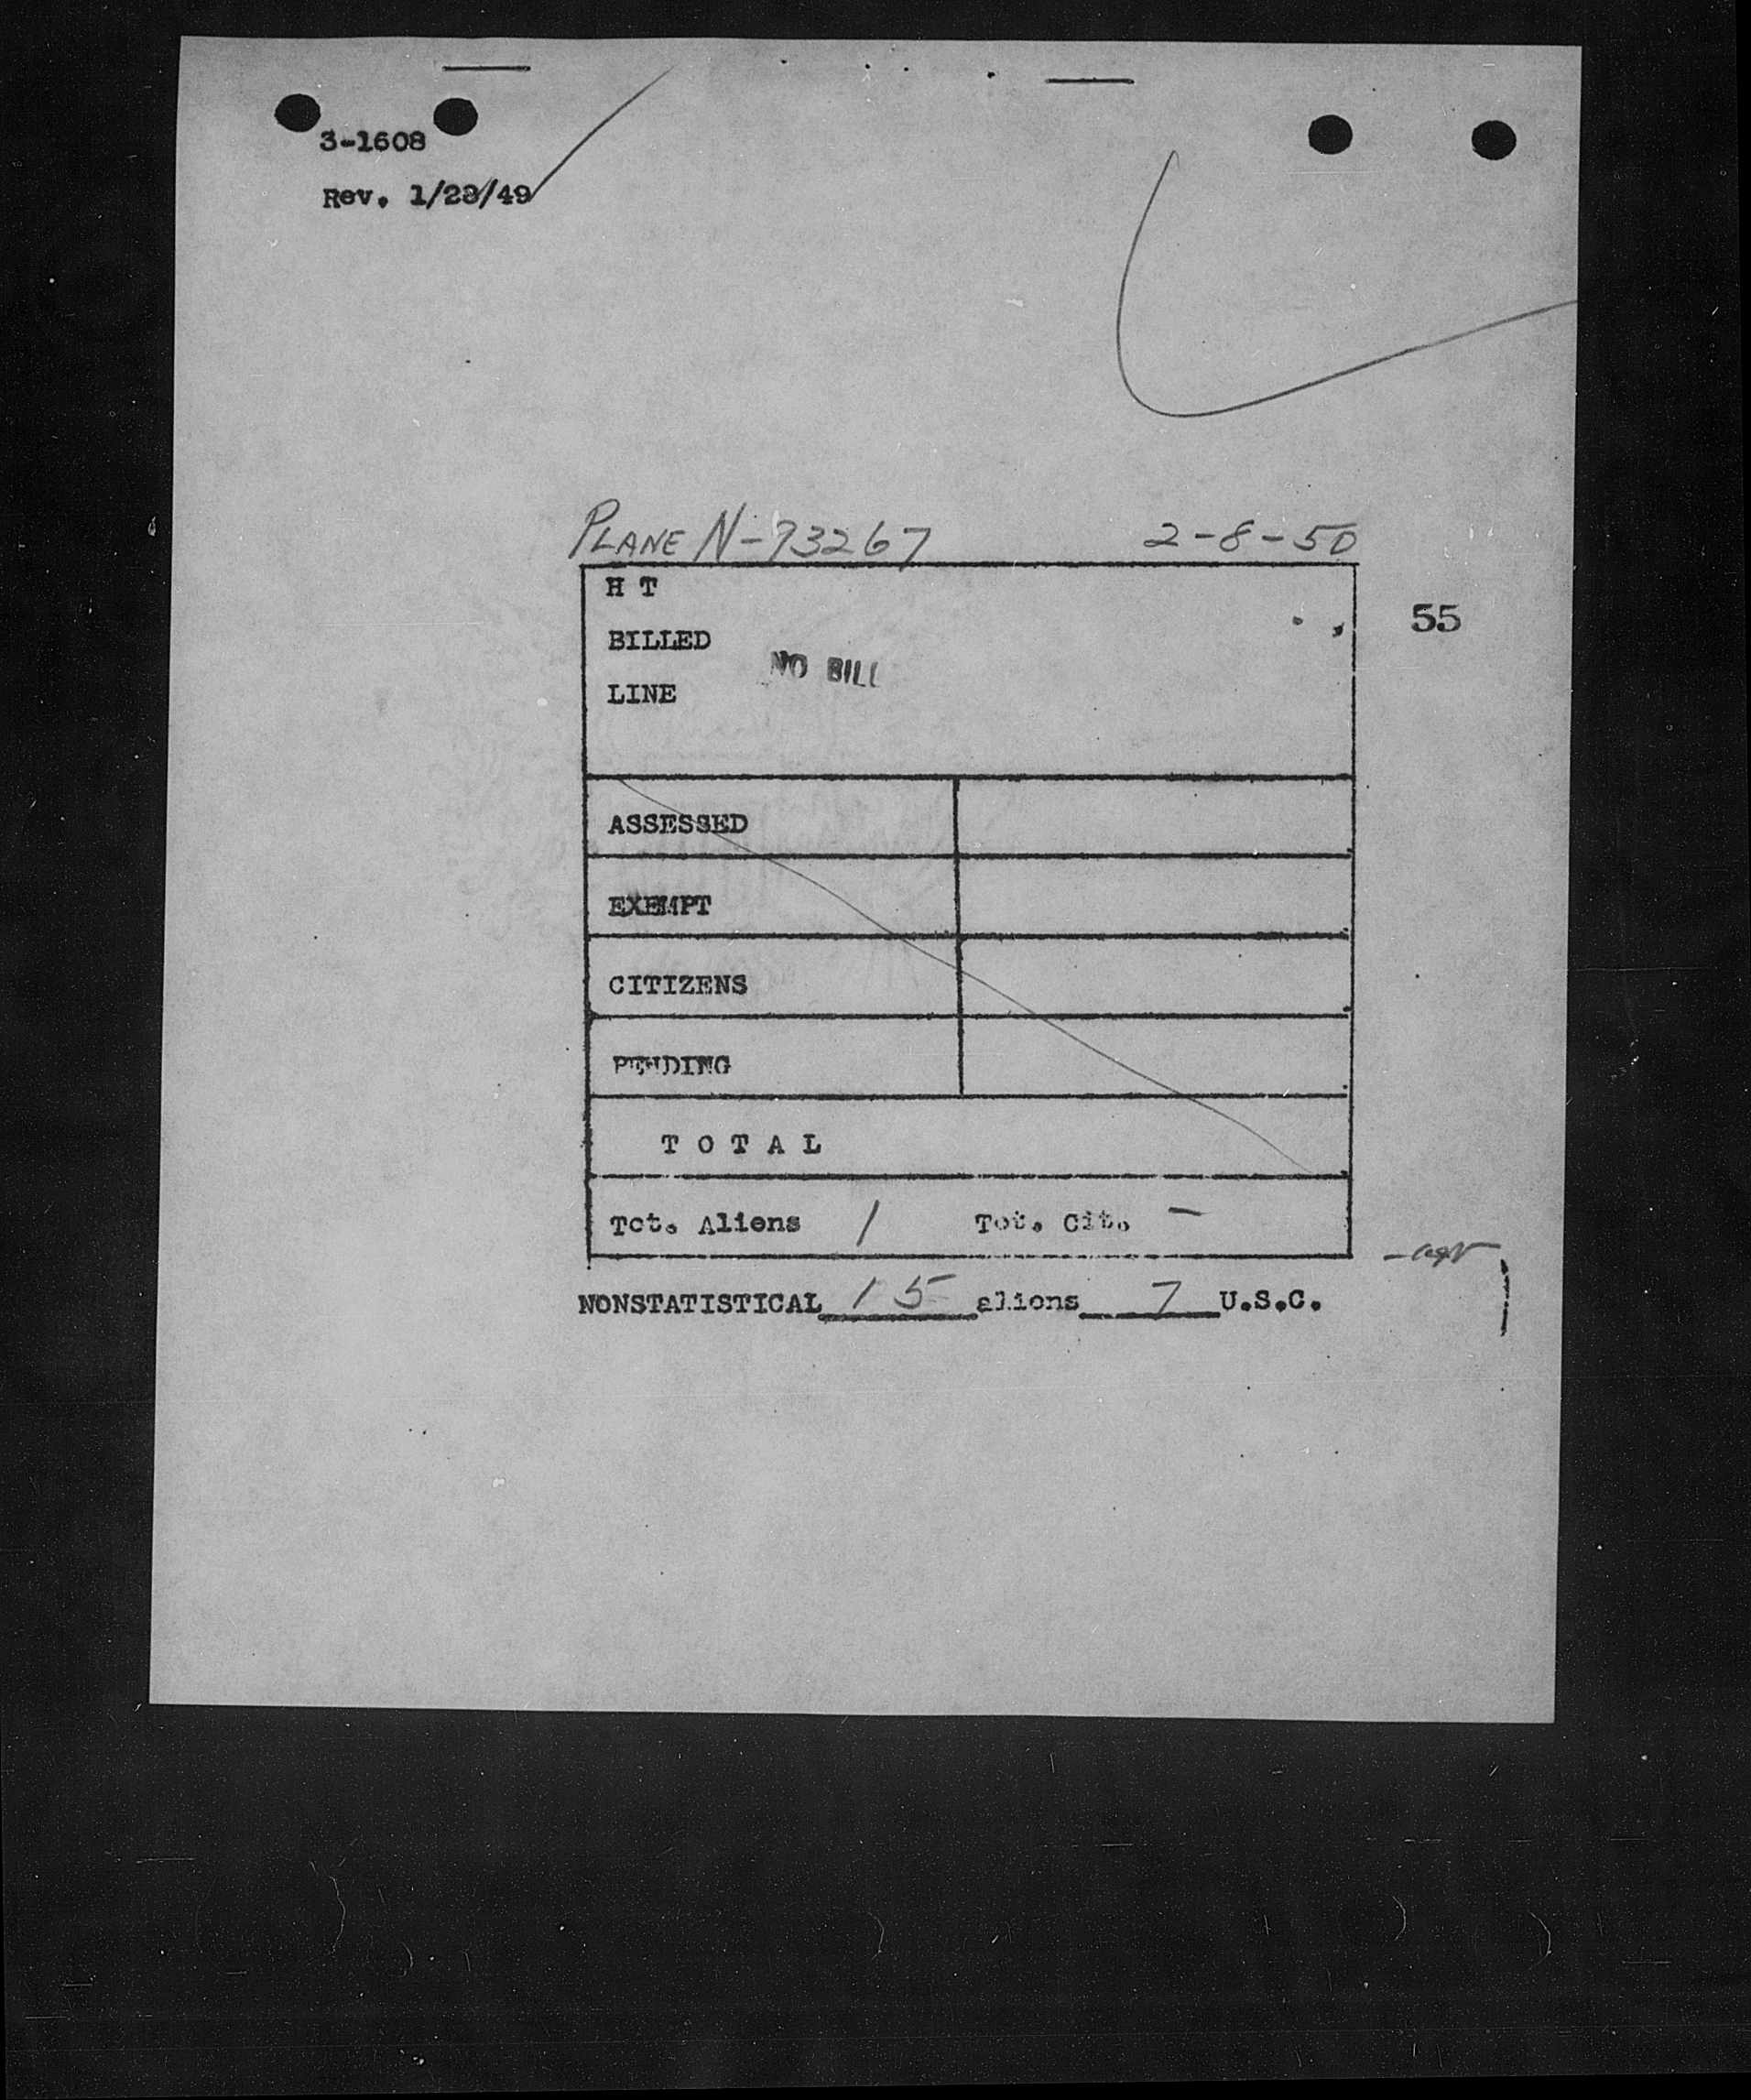 3-1608
Rev. 1/28/49
PLANE N-93267 2-8-50
H T
55
BILLED
NO BILL
LINE
ASSESSED
EXEMPT
CITIZENS
PENDING
T O T A L
Tot. Aliens 1 Tot. Cit. -
NONSTATISTICAL 15 aliens 7 U.S.C.